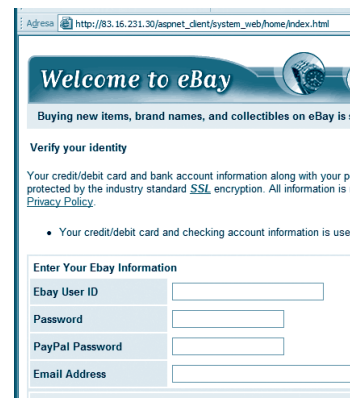 Adresa http://83.16.231.30/aspnet_client/system_web/home/index.html
Welcome to eBay
Buying new items, brand names, and collectibles on eBay is
Verify your identity
Your credit/debit card and bank account information along with your p
protected by the industry standard SSL encryption. All information is
Privacy Policy.
• Your credit/debit card and checking account information is use
Enter Your Ebay Information
Ebay User ID
Password
PayPal Password
Email Address